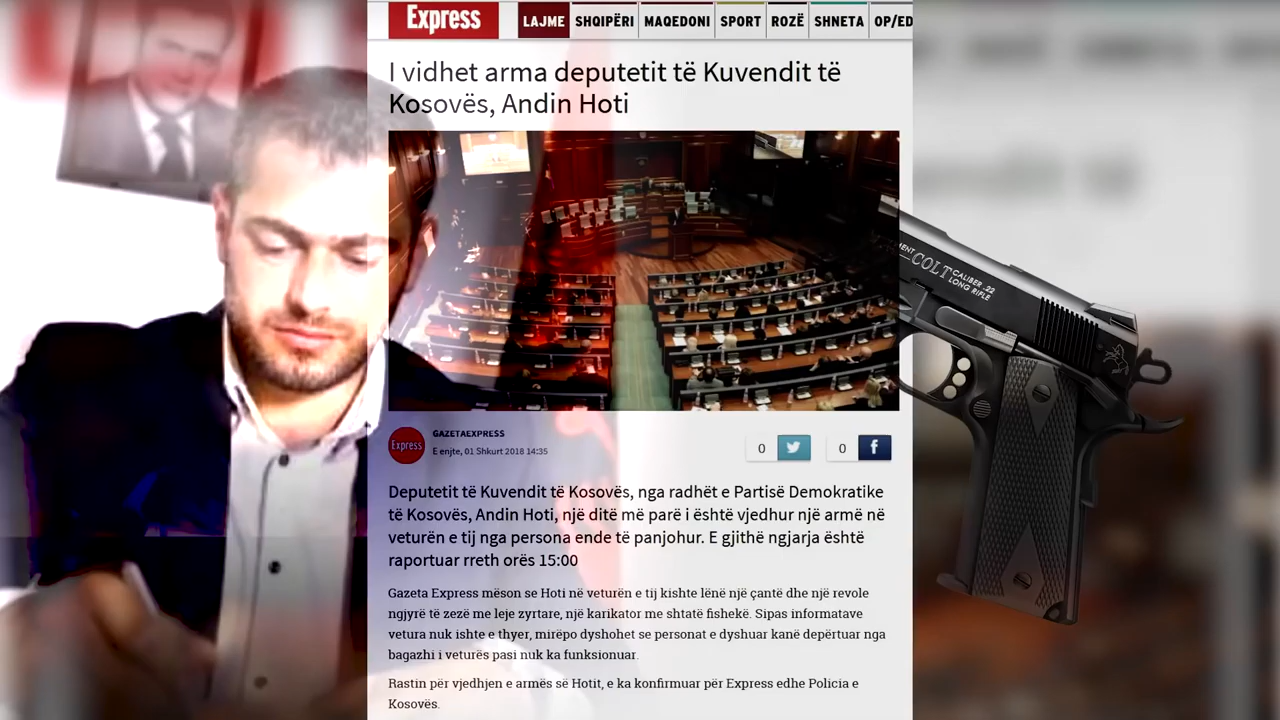 Express
LAJME SHQIPËRI MAQEDONI SPORT ROZË SHNETA OP/ED
I vidhet arma deputetit të Kuvendit të
Kosovës, Andin Hoti
Express
GAZETAEXPRESS
E enjte, 01 Shkurt 2018 14:35
0
0
Deputetit të Kuvendit të Kosovës, nga radhët e Partisë Demokratike
të Kosovës, Andin Hoti, një ditë më parë i është vjedhur një armë në
veturën e tij nga persona ende të panjohur. E gjithë ngjarja është
raportuar rreth orës 15:00
Gazeta Express mëson se Hoti në veturën e tij kishte lënë një çantë dhe një revole
ngjyrë të zezë me leje zyrtare, një karikator me shtatë fishekë. Sipas informatave
vetura nuk ishte e thyer, mirëpo dyshohet se personat e dyshuar kanë depërtuar nga
bagazhi i veturës pasi nuk ka funksionuar.
Rastin për vjedhjen e armës së Hotit, e ka konfirmuar për Express edhe Policia e
Kosovës.
COLT CALIBER .22
LONG RIFLE